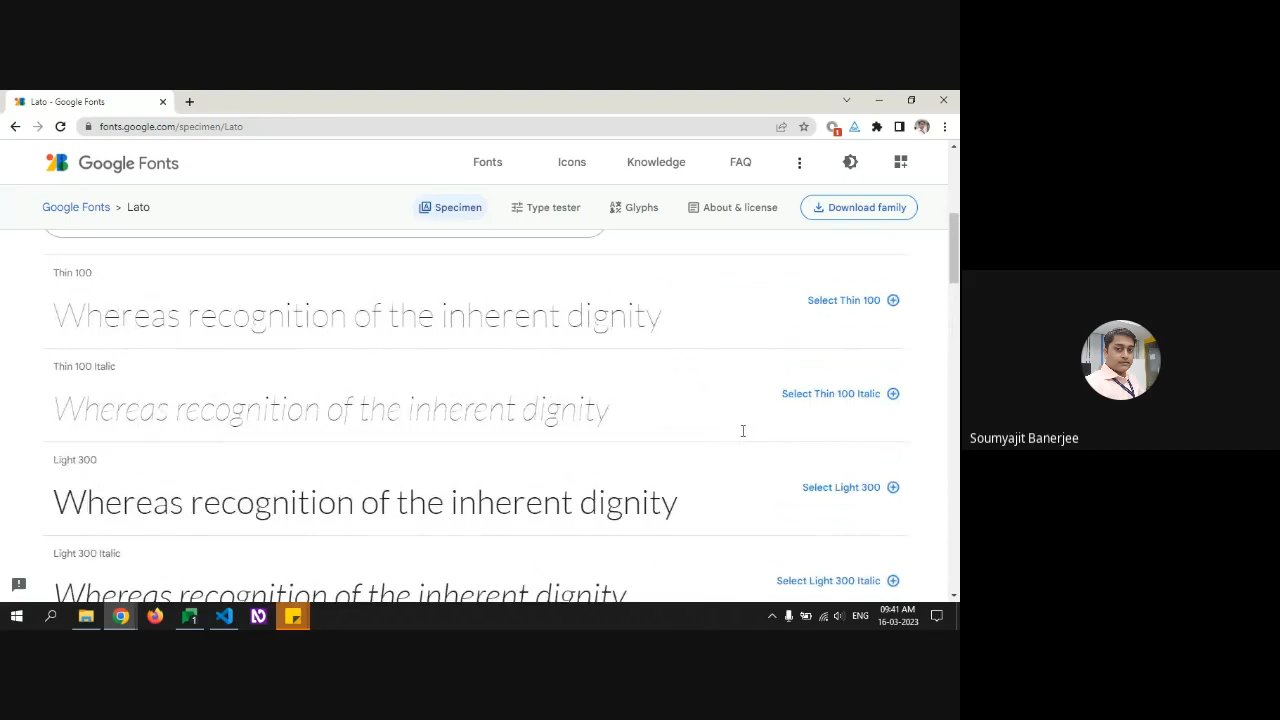 Lato - Google Fonts
fonts.google.com/specimen/Lato
1
Google Fonts
Fonts
Icons
Knowledge
FAQ
Google Fonts > Lato
Specimen
Type tester
Glyphs
About & license
Download family
Thin 100
Whereas recognition of the inherent dignity
Select Thin 100
Thin 100 Italic
Whereas recognition of the inherent dignity
Select Thin 100 Italic
Light 300
Whereas recognition of the inherent dignity
Select Light 300
Light 300 Italic
Whereas recognition of the inherent dignity
Select Light 300 Italic
ENG
09:41 AM
16-03-2023
Soumyajit Banerjee